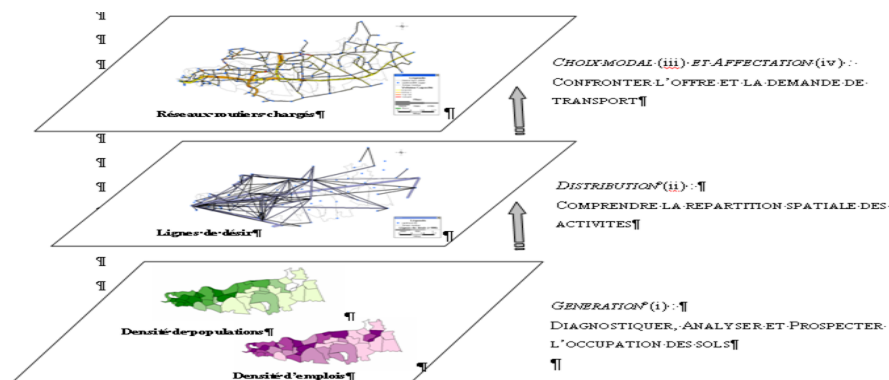 CHOIX MODAL (iii) ET AFFECTATION (iv) :
CONFRONTER L'OFFRE ET LA DEMANDE DE
TRANSPORT¶
Réseaux routiers chargés¶
DISTRIBUTION (ii) : ¶
COMPRENDRE LA REPARTITION SPATIALE DES
ACTIVITES¶
Lignes de désir¶
GENERATION (i) : ¶
DIAGNOSTIQUER, ANALYSER ET PROSPECTER
L'OCCUPATION DES SOLS¶
Densité de populations¶
Densité d'emplois¶